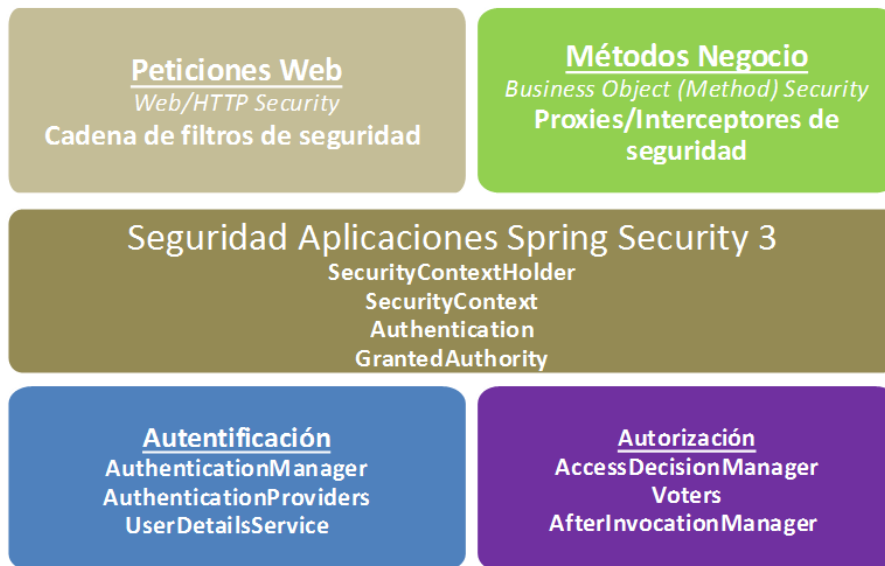 Peticiones Web
Web/HTTP Security
Cadena de filtros de seguridad
Métodos Negocio
Business Object (Method) Security
Proxies/Interceptores de
seguridad
Seguridad Aplicaciones Spring Security 3
SecurityContextHolder
SecurityContext
Authentication
GrantedAuthority
Autentificación
AuthenticationManager
AuthenticationProviders
UserDetailsService
Autorización
AccessDecisionManager
Voters
AfterInvocationManager